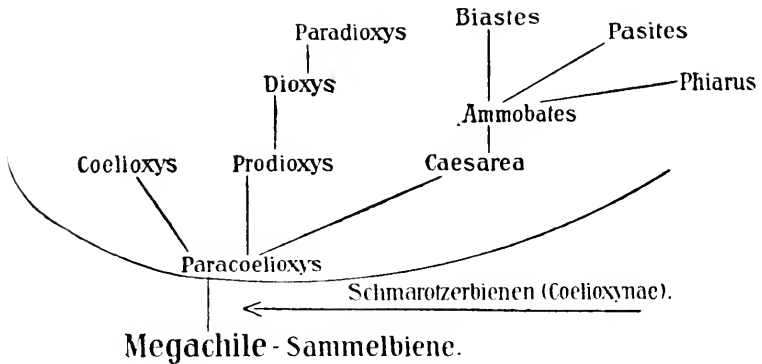 Biastes
Paradioxys
Pasites
Dioxys
Phiarus
Ammobates
Coelioxys
Prodioxys
Caesarea
Paracoelioxys
Schmarotzerbienen (Coelioxynae).
Megachile - Sammelbiene.